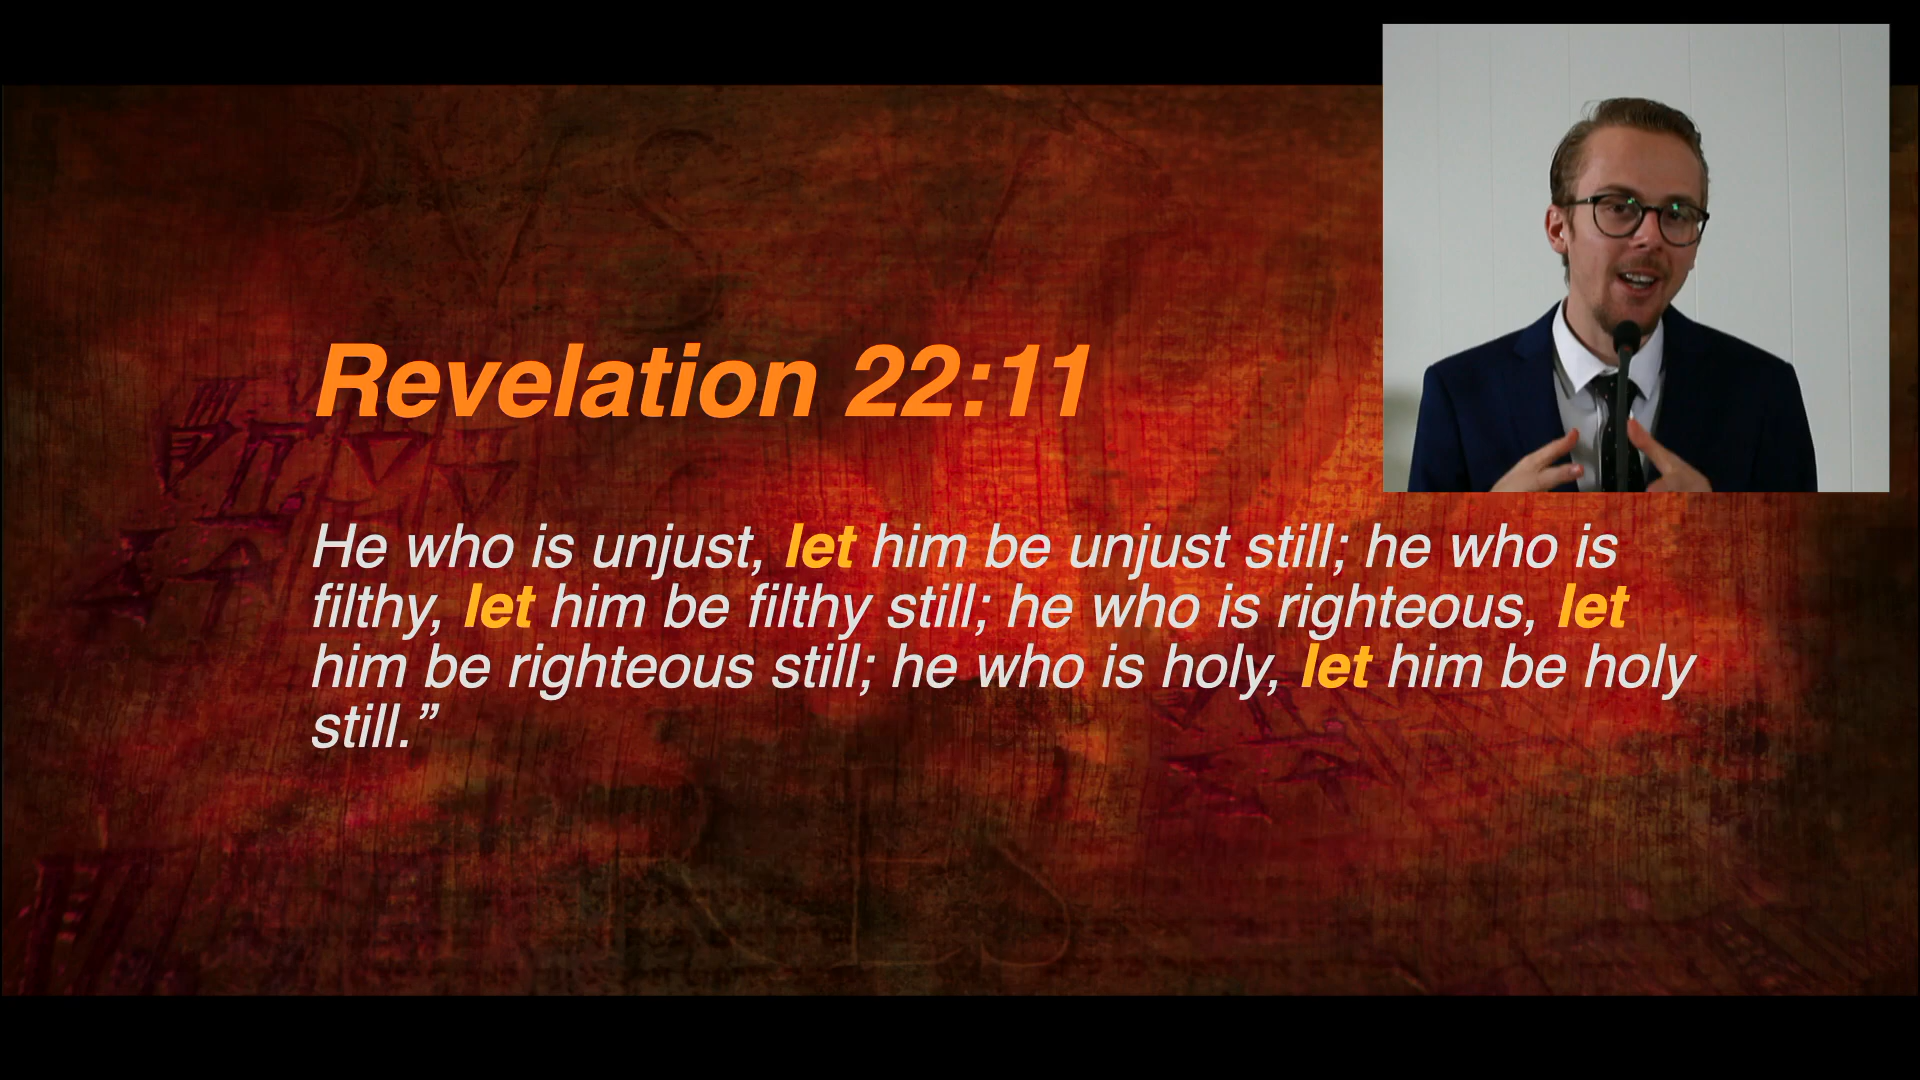 Revelation 22:11
He who is unjust, let him be unjust still; he who is
filthy, let him be filthy still; he who is righteous, let
him be righteous still; he who is holy, let him be holy
still.”